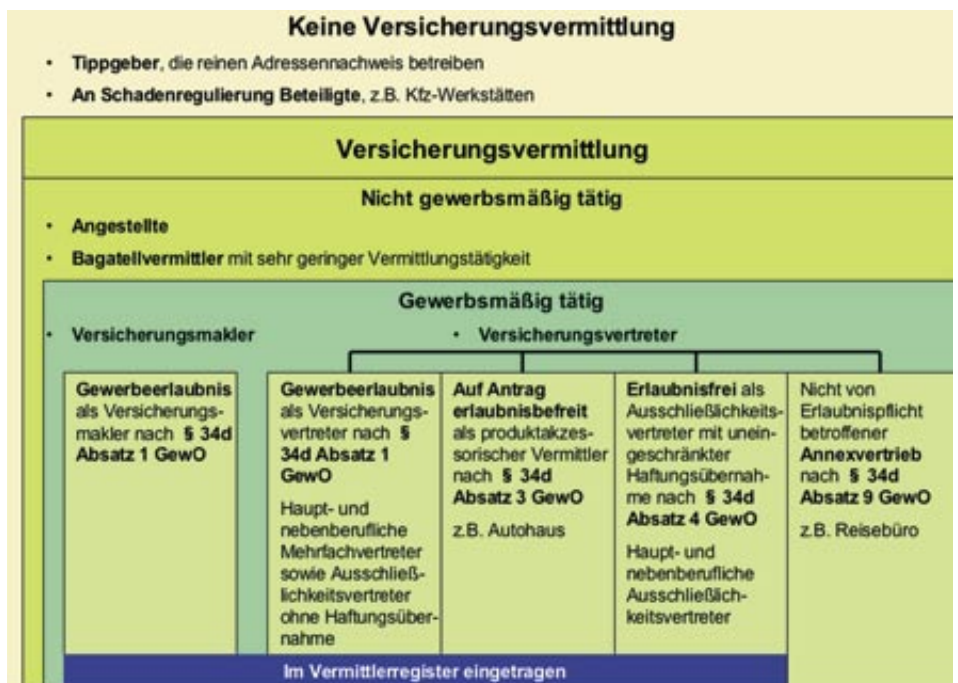 Keine Versicherungsvermittlung
• Tippgeber, die reinen Adressennachweis betreiben
• An Schadenregulierung Beteiligte, z.B. Kfz-Werkstätten
Versicherungsvermittlung
Nicht gewerbsmäßig tätig
• Angestellte
• Bagatellvermittler mit sehr geringer Vermittlungstätigkeit
Gewerbsmäßig tätig
• Versicherungsmakler
• Versicherungsvertreter
Gewerbeerlaubnis
als Versicherungs-
makler nach § 34d
Absatz 1 GewO
Gewerbeerlaubnis
als Versicherungs-
vertreter nach §
34d Absatz 1
GewO
Haupt- und
nebenberufliche
Mehrfachvertreter
sowie Ausschließ-
lichkeitsvertreter
ohne Haftungsüber-
nahme
Auf Antrag
erlaubnisbefreit
als produktakzes-
sorischer Vermittler
nach § 34d
Absatz 3 GewO
z.B. Autohaus
Erlaubnisfrei als
Ausschließlichkeits-
vertreter mit unein-
geschränkter
Haftungsübernah-
me nach § 34d
Absatz 4 GewO
Haupt- und
nebenberufliche
Ausschließlich-
keitsvertreter
Nicht von
Erlaubnispflicht
betroffener
Annexvertrieb
nach § 34d
Absatz 9 GewO
z.B. Reisebüro
Im Vermittlerregister eingetragen